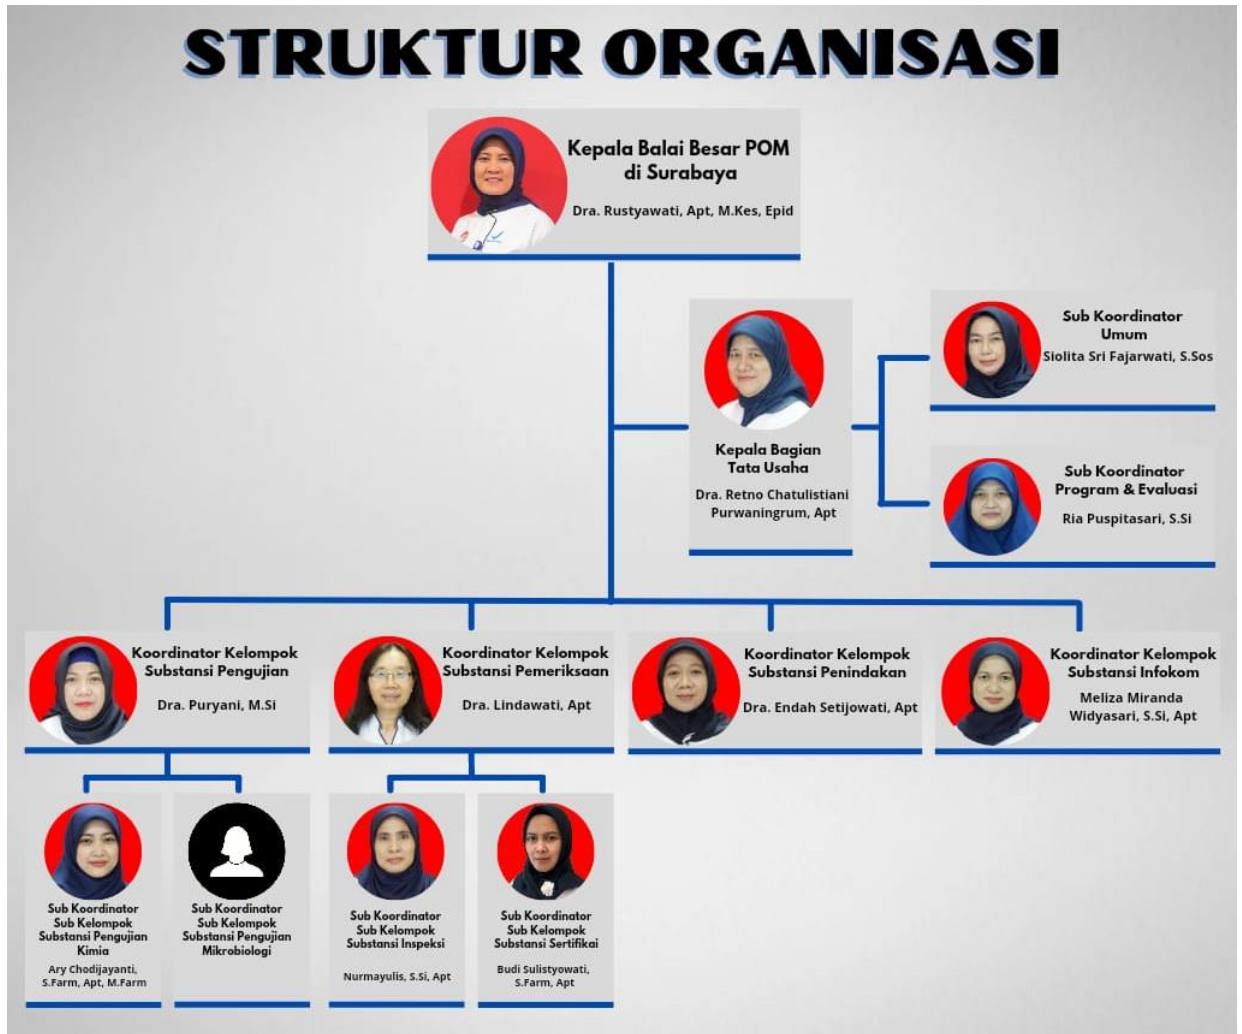 STRUKTUR ORGANISASI
Kepala Balai Besar POM
di Surabaya
Dra. Rustyawati, Apt, M.Kes, Epid
Kepala Bagian
Tata Usaha
Dra. Retno Chatulistiani
Purwaningrum, Apt
Sub Koordinator
Umum
Siolita Sri Fajarwati, S.Sos
Sub Koordinator
Program & Evaluasi
Ria Puspitasari, S.Si
Koordinator Kelompok
Substansi Pengujian
Dra. Puryani, M.Si
Koordinator Kelompok
Substansi Pemeriksaan
Dra. Lindawati, Apt
Koordinator Kelompok
Substansi Penindakan
Dra. Endah Setijowati, Apt
Koordinator Kelompok
Substansi Infokom
Meliza Miranda
Widyasari, S.Si, Apt
Sub Koordinator
Sub Kelompok
Substansi Pengujian
Kimia
Ary Chodijayanti,
S.Farm, Apt, M.Farm
Sub Koordinator
Sub Kelompok
Substansi Pengujian
Mikrobiologi
Sub Koordinator
Sub Kelompok
Substansi Inspeksi
Nurmayulis, S.Si, Apt
Sub Koordinator
Sub Kelompok
Substansi Sertifikai
Budi Sulistyowati,
S.Farm, Apt